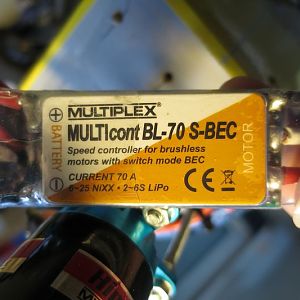 MULTIPLEX®
MULTIcont BL-70 S-BEC
Speed controller for brushless
motors with switch mode BEC
CURRENT 70 A
6-25 NiXX • 2-6S LiPo
CE
BATTERY
MOTOR